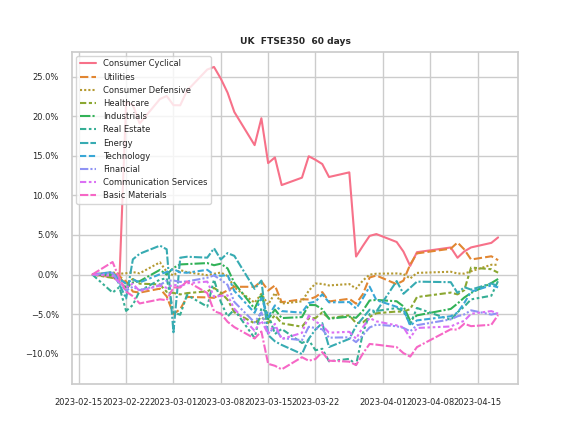 UK FTSE350 60 days
25.0%
20.0%
15.0%
10.0%
5.0%
0.0%
−5.0%
−10.0%
Consumer Cyclical
Utilities
Consumer Defensive
Healthcare
Industrials
Real Estate
Energy
Technology
Financial
Communication Services
Basic Materials
2023-02-15 2023-02-22 2023-03-01 2023-03-08 2023-03-15 2023-03-22 2023-04-01 2023-04-08 2023-04-15